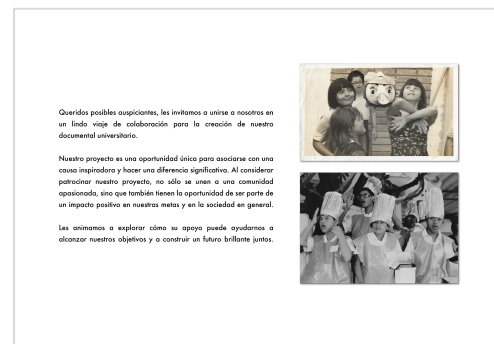 Queridos posibles auspiciantes, les invitamos a unirse a nosotros en
un lindo viaje de colaboración para la creación de nuestro
documental universitario.
Nuestro proyecto es una oportunidad única para asociarse con una
causa inspiradora y hacer una diferencia significativa. Al considerar
patrocinar nuestro proyecto, no sólo se unen a una comunidad
apasionada, sino que también tienen la oportunidad de ser parte de
un impacto positivo en nuestras metas y en la sociedad en general.
Les animamos a explorar cómo su apoyo puede ayudarnos a
alcanzar nuestros objetivos y a construir un futuro brillante juntos.